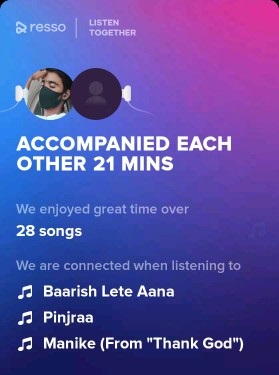 resso
LISTEN
TOGETHER
ACCOMPANIED EACH
OTHER 21 MINS
We enjoyed great time over
28 songs
We are connected when listening to
Baarish Lete Aana
Pinjraa
Manike (From "Thank God")